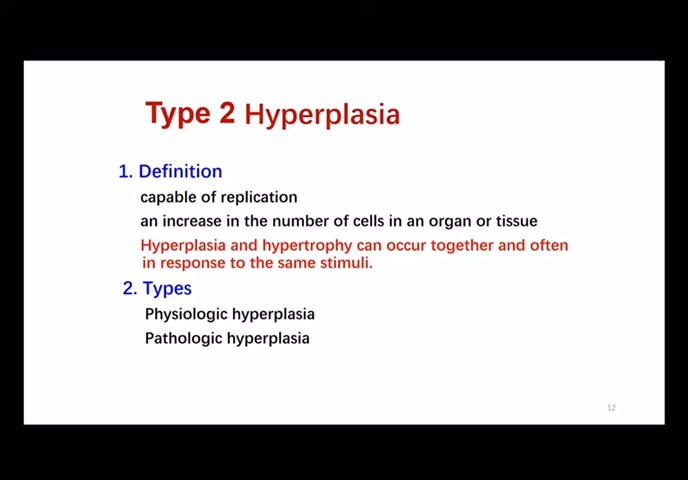 Type 2 Hyperplasia
1. Definition
capable of replication
an increase in the number of cells in an organ or tissue
Hyperplasia and hypertrophy can occur together and often
in response to the same stimuli.
2. Types
Physiologic hyperplasia
Pathologic hyperplasia
12